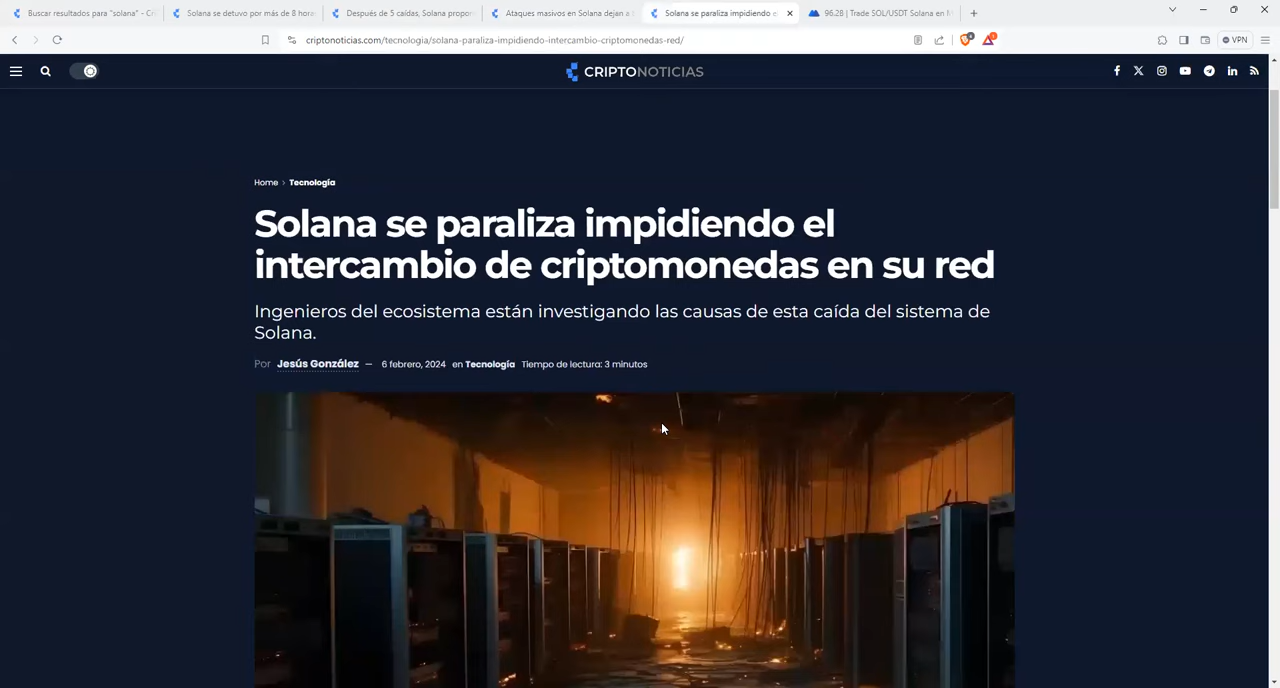 Buscar resultados para "solana" – Cri
Solana se detuvo por más de 8 horas
Después de 5 caídas, Solana propor
Ataques masivos en Solana dejan a
Solana se paraliza impidiendo e
96.28 | Trade SOL/USDT Solana en M
criptonoticias.com/tecnologia/solana-paraliza-impidiendo-intercambio-criptomonedas-red/
VPN
CRIPTONOTICIAS
Home > Tecnología
Solana se paraliza impidiendo el
intercambio de criptomonedas en su red
Ingenieros del ecosistema están investigando las causas de esta caída del sistema de
Solana.
Por Jesús González — 6 febrero, 2024 en Tecnología Tiempo de lectura: 3 minutos